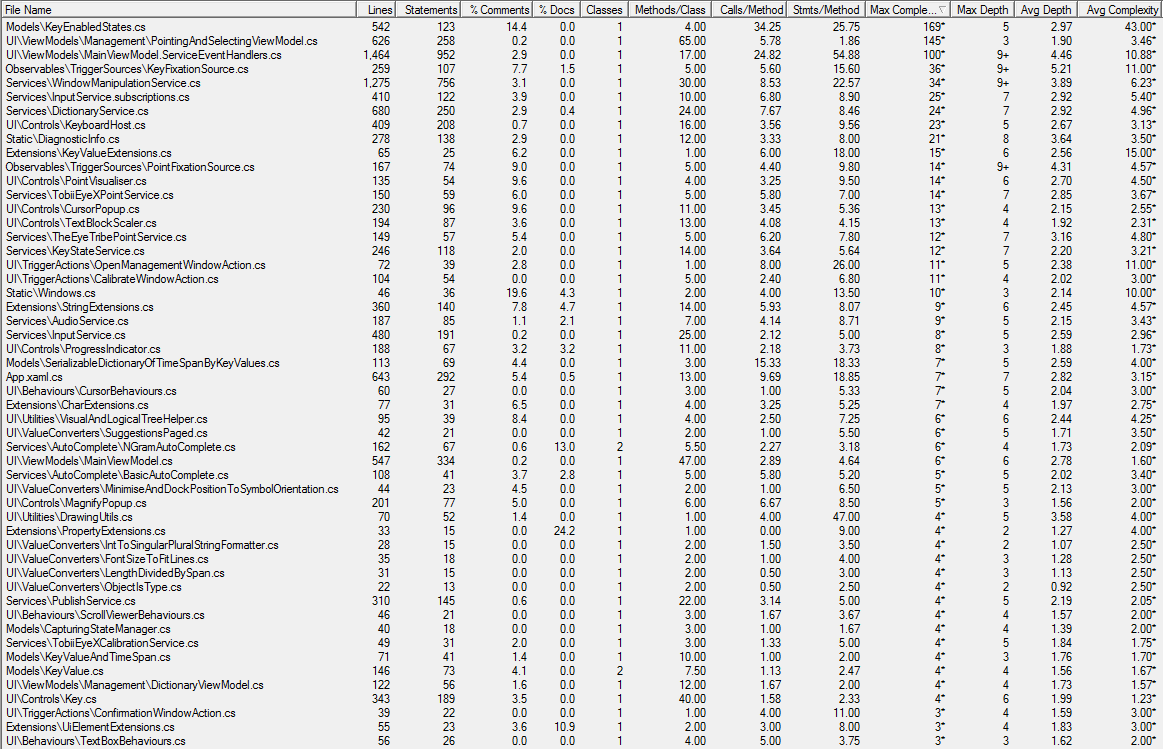 File Name Lines Statements % Comments % Docs Classes Methods/Class Calls/Method Stmts/Method Max Comple... Max Depth Avg Depth Avg Complexity
Models\KeyEnabledStates.cs 542 123 14.4 0.0 1 4.00 34.25 25.75 169* 5 2.97 43.00*
UI\ViewModels\Management\PointingAndSelectingViewModel.cs 626 258 0.2 0.0 1 65.00 5.78 1.86 145* 3 1.90 3.46*
UI\ViewModels\MainViewModel.ServiceEventHandlers.cs 1,464 952 2.9 0.0 1 17.00 24.82 54.88 100* 9+ 4.46 10.88*
Observables\TriggerSources\KeyFixationSource.cs 259 107 7.7 1.5 1 5.00 5.60 15.60 36* 9+ 5.21 11.00*
Services\WindowManipulationService.cs 1,275 756 3.1 0.0 1 30.00 8.53 22.57 34* 9+ 3.89 6.23*
Services\InputService.subscriptions.cs 410 122 3.9 0.0 1 10.00 6.80 8.90 25* 7 2.92 5.40*
Services\DictionaryService.cs 680 250 2.9 0.4 1 24.00 7.67 8.46 24* 7 2.92 4.96*
UI\Controls\KeyboardHost.cs 409 208 0.7 0.0 1 16.00 3.56 9.56 23* 5 2.67 3.13*
Static\DiagnosticInfo.cs 278 138 2.9 0.0 1 12.00 3.33 8.00 21* 8 3.64 3.50*
Extensions\KeyValueExtensions.cs 65 25 6.2 0.0 1 1.00 6.00 18.00 15* 6 2.56 15.00*
Observables\TriggerSources\PointFixationSource.cs 167 74 9.0 0.0 1 5.00 4.40 9.80 14* 9+ 4.31 4.57*
UI\Controls\PointVisualiser.cs 135 54 9.6 0.0 1 4.00 3.25 9.50 14* 6 2.70 4.50*
Services\TobiiEyeXPointService.cs 150 59 6.0 0.0 1 5.00 5.80 7.00 14* 7 2.85 3.67*
UI\Controls\CursorPopup.cs 230 96 9.6 0.0 1 11.00 3.45 5.36 13* 4 2.15 2.55*
UI\Controls\TextBlockScaler.cs 194 87 3.6 0.0 1 13.00 4.08 4.15 13* 4 1.92 2.31*
Services\TheEyeTribePointService.cs 149 57 5.4 0.0 1 5.00 6.20 7.80 12* 7 3.16 4.80*
Services\KeyStateService.cs 246 118 2.0 0.0 1 14.00 3.64 5.64 12* 7 2.20 3.21*
UI\TriggerActions\OpenManagementWindowAction.cs 72 39 2.8 0.0 1 1.00 8.00 26.00 11* 5 2.38 11.00*
UI\TriggerActions\CalibrateWindowAction.cs 104 54 0.0 0.0 1 5.00 2.40 6.80 11* 4 2.02 3.00*
Static\Windows.cs 46 36 19.6 4.3 1 2.00 4.00 13.50 10* 3 2.14 10.00*
Extensions\StringExtensions.cs 360 140 7.8 4.7 1 14.00 5.93 8.07 9* 6 2.45 4.57*
Services\AudioService.cs 187 85 1.1 2.1 1 7.00 4.14 8.71 9* 5 2.15 3.43*
Services\InputService.cs 480 191 0.2 0.0 1 25.00 2.12 5.00 8* 5 2.59 2.96*
UI\Controls\ProgressIndicator.cs 188 67 3.2 3.2 1 11.00 2.18 3.73 8* 3 1.88 1.73*
Models\SerializableDictionaryOfTimeSpanByKeyValues.cs 113 69 4.4 0.0 1 3.00 15.33 18.33 7* 5 2.59 4.00*
App.xaml.cs 643 292 5.4 0.5 1 13.00 9.69 18.85 7* 7 2.82 3.15*
UI\Behaviours\CursorBehaviours.cs 60 27 0.0 0.0 1 3.00 1.00 5.33 7* 5 2.04 3.00*
Extensions\CharExtensions.cs 77 31 6.5 0.0 1 4.00 3.25 5.25 7* 4 1.97 2.75*
UI\Utilities\VisualAndLogicalTreeHelper.cs 95 39 8.4 0.0 1 4.00 2.50 7.25 6* 6 2.44 4.25*
UI\ValueConverters\SuggestionsPaged.cs 42 21 0.0 0.0 1 2.00 1.00 5.50 6* 5 1.71 3.50*
Services\AutoComplete\NGramAutoComplete.cs 162 67 0.6 13.0 2 5.50 2.27 3.18 6* 4 1.73 2.09*
UI\ViewModels\MainViewModel.cs 547 334 0.2 0.0 1 47.00 2.89 4.64 6* 6 2.78 1.60*
Services\AutoComplete\BasicAutoComplete.cs 108 41 3.7 2.8 1 5.00 5.80 5.20 5* 5 2.02 3.40*
UI\ValueConverters\MinimiseAndDockPositionToSymbolOrientation.cs 44 23 4.5 0.0 1 2.00 1.00 6.50 5* 5 2.13 3.00*
UI\Controls\MagnifyPopup.cs 201 77 5.0 0.0 1 6.00 6.67 8.50 5* 3 1.56 2.00*
UI\Utilities\DrawingUtils.cs 70 52 1.4 0.0 1 1.00 4.00 47.00 4* 5 3.58 4.00*
Extensions\PropertyExtensions.cs 33 15 0.0 24.2 1 1.00 0.00 9.00 4* 2 1.27 4.00*
UI\ValueConverters\IntToSingularPluralStringFormatter.cs 28 15 0.0 0.0 1 2.00 1.50 3.50 4* 2 1.07 2.50*
UI\ValueConverters\FontSizeToFitLines.cs 35 18 0.0 0.0 1 2.00 1.00 4.00 4* 3 1.28 2.50*
UI\ValueConverters\LengthDividedBySpan.cs 31 15 0.0 0.0 1 2.00 0.50 3.00 4* 3 1.13 2.50*
UI\ValueConverters\ObjectIsType.cs 22 13 0.0 0.0 1 2.00 0.50 2.50 4* 2 0.92 2.50*
Services\PublishService.cs 310 145 0.6 0.0 1 22.00 3.14 5.00 4* 5 2.19 2.05*
UI\Behaviours\ScrollViewerBehaviours.cs 46 21 0.0 0.0 1 3.00 1.67 3.67 4* 4 1.57 2.00*
Models\CapturingStateManager.cs 40 18 0.0 0.0 1 3.00 1.00 1.67 4* 4 1.39 2.00*
Services\TobiiEyeXCalibrationService.cs 49 31 2.0 0.0 1 3.00 1.33 5.00 4* 5 1.84 1.75*
Models\KeyValueAndTimeSpan.cs 71 41 1.4 0.0 1 10.00 1.00 2.00 4* 3 1.76 1.70*
Models\KeyValue.cs 146 73 4.1 0.0 2 7.50 1.13 2.47 4* 4 1.56 1.67*
UI\ViewModels\Management\DictionaryViewModel.cs 122 56 1.6 0.0 1 12.00 1.67 2.00 4* 4 1.73 1.57*
UI\Controls\Key.cs 343 189 3.5 0.0 1 40.00 1.58 2.33 4* 6 1.99 1.23*
UI\TriggerActions\ConfirmationWindowAction.cs 39 22 0.0 0.0 1 1.00 4.00 11.00 3* 4 1.59 3.00*
Extensions\UiElementExtensions.cs 55 23 3.6 10.9 1 2.00 3.00 8.00 3* 4 1.83 3.00*
UI\Behaviours\TextBoxBehaviours.cs 56 26 0.0 0.0 1 4.00 5.00 3.75 3* 3 1.62 2.00*